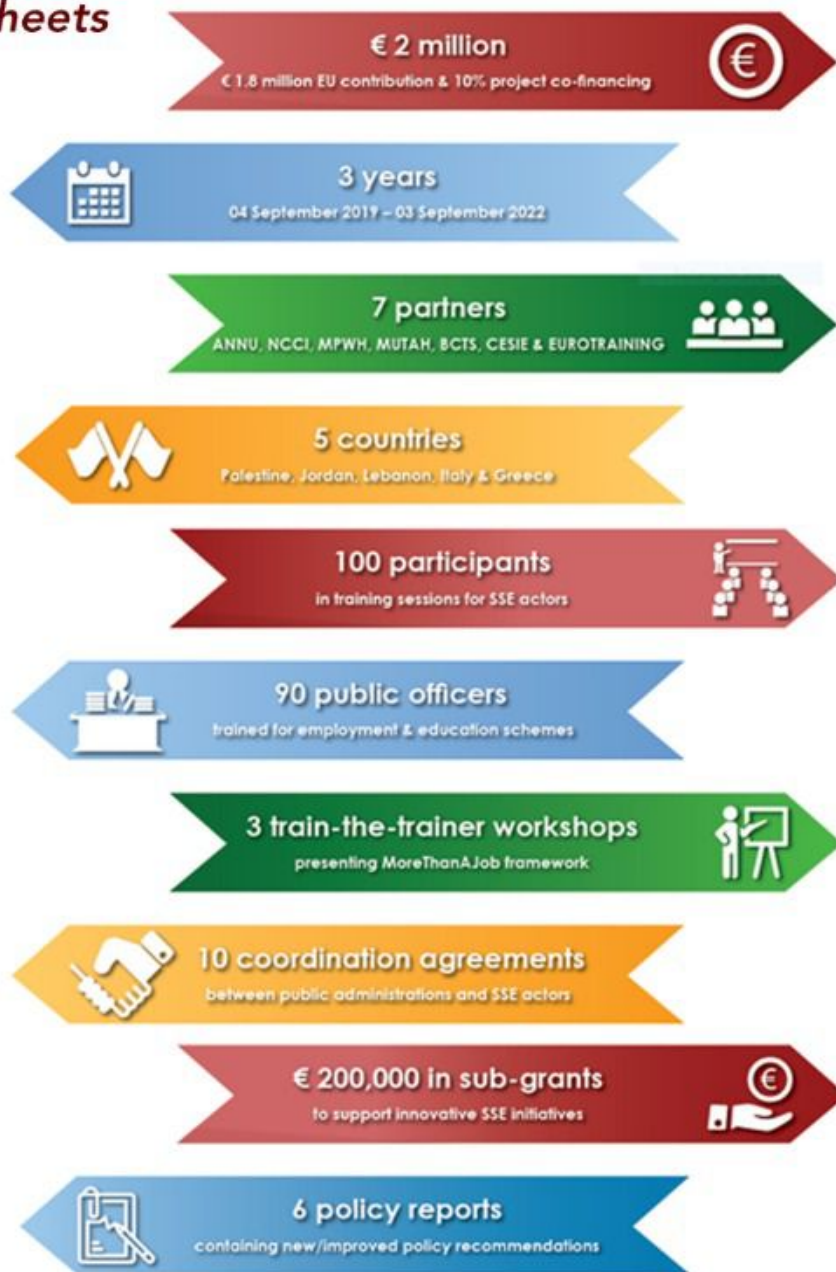 heets
€ 2 million
€ 1.8 million EU contribution & 10% project co-financing
€
3 years
04 September 2019 – 03 September 2022
7 partners
ANNU, NCCI, MPWH, MUTAH, BCTS, CESIE & EUROTRAINING
5 countries
Palestine, Jordan, Lebanon, Italy & Greece
100 participants
in training sessions for SSE actors
90 public officers
trained for employment & education schemes
3 train-the-trainer workshops
presenting MoreThanAJob framework
10 coordination agreements
between public administrations and SSE actors
€ 200,000 in sub-grants
to support innovative SSE initiatives
€
6 policy reports
containing new/improved policy recommendations